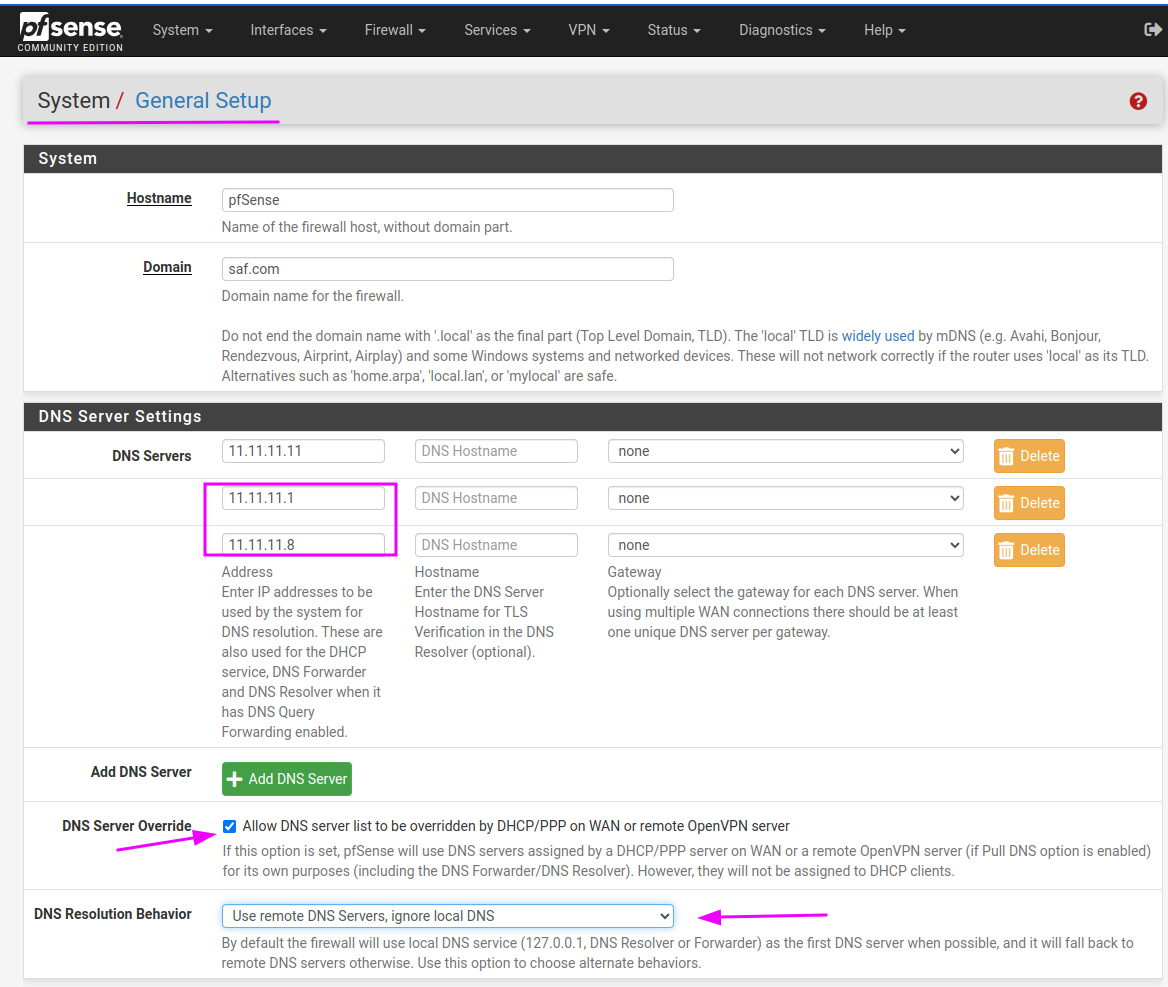 pfsense
COMMUNITY EDITION
System Interfaces Firewall Services VPN Status Diagnostics Help
System / General Setup
System
Hostname
pfSense
Name of the firewall host, without domain part.
Domain
saf.com
Domain name for the firewall.
Do not end the domain name with '.local' as the final part (Top Level Domain, TLD). The 'local' TLD is widely used by mDNS (e.g. Avahi, Bonjour,
Rendezvous, Airprint, Airplay) and some Windows systems and networked devices. These will not network correctly if the router uses 'local' as its TLD.
Alternatives such as 'home.arpa', 'local.lan', or 'mylocal' are safe.
DNS Server Settings
DNS Servers
11.11.11.11 DNS Hostname none Delete
11.11.11.1 DNS Hostname none Delete
11.11.11.8 DNS Hostname none Delete
Address
Enter IP addresses to be
used by the system for
DNS resolution. These are
also used for the DHCP
service, DNS Forwarder
and DNS Resolver when it
has DNS Query
Forwarding enabled.
Hostname
Enter the DNS Server
Hostname for TLS
Verification in the DNS
Resolver (optional).
Gateway
Optionally select the gateway for each DNS server. When
using multiple WAN connections there should be at least
one unique DNS server per gateway.
Add DNS Server
Add DNS Server
DNS Server Override
Allow DNS server list to be overridden by DHCP/PPP on WAN or remote OpenVPN server
If this option is set, pfSense will use DNS servers assigned by a DHCP/PPP server on WAN or a remote OpenVPN server (if Pull DNS option is enabled)
for its own purposes (including the DNS Forwarder/DNS Resolver). However, they will not be assigned to DHCP clients.
DNS Resolution Behavior
Use remote DNS Servers, ignore local DNS
By default the firewall will use local DNS service (127.0.0.1, DNS Resolver or Forwarder) as the first DNS server when possible, and it will fall back to
remote DNS servers otherwise. Use this option to choose alternate behaviors.